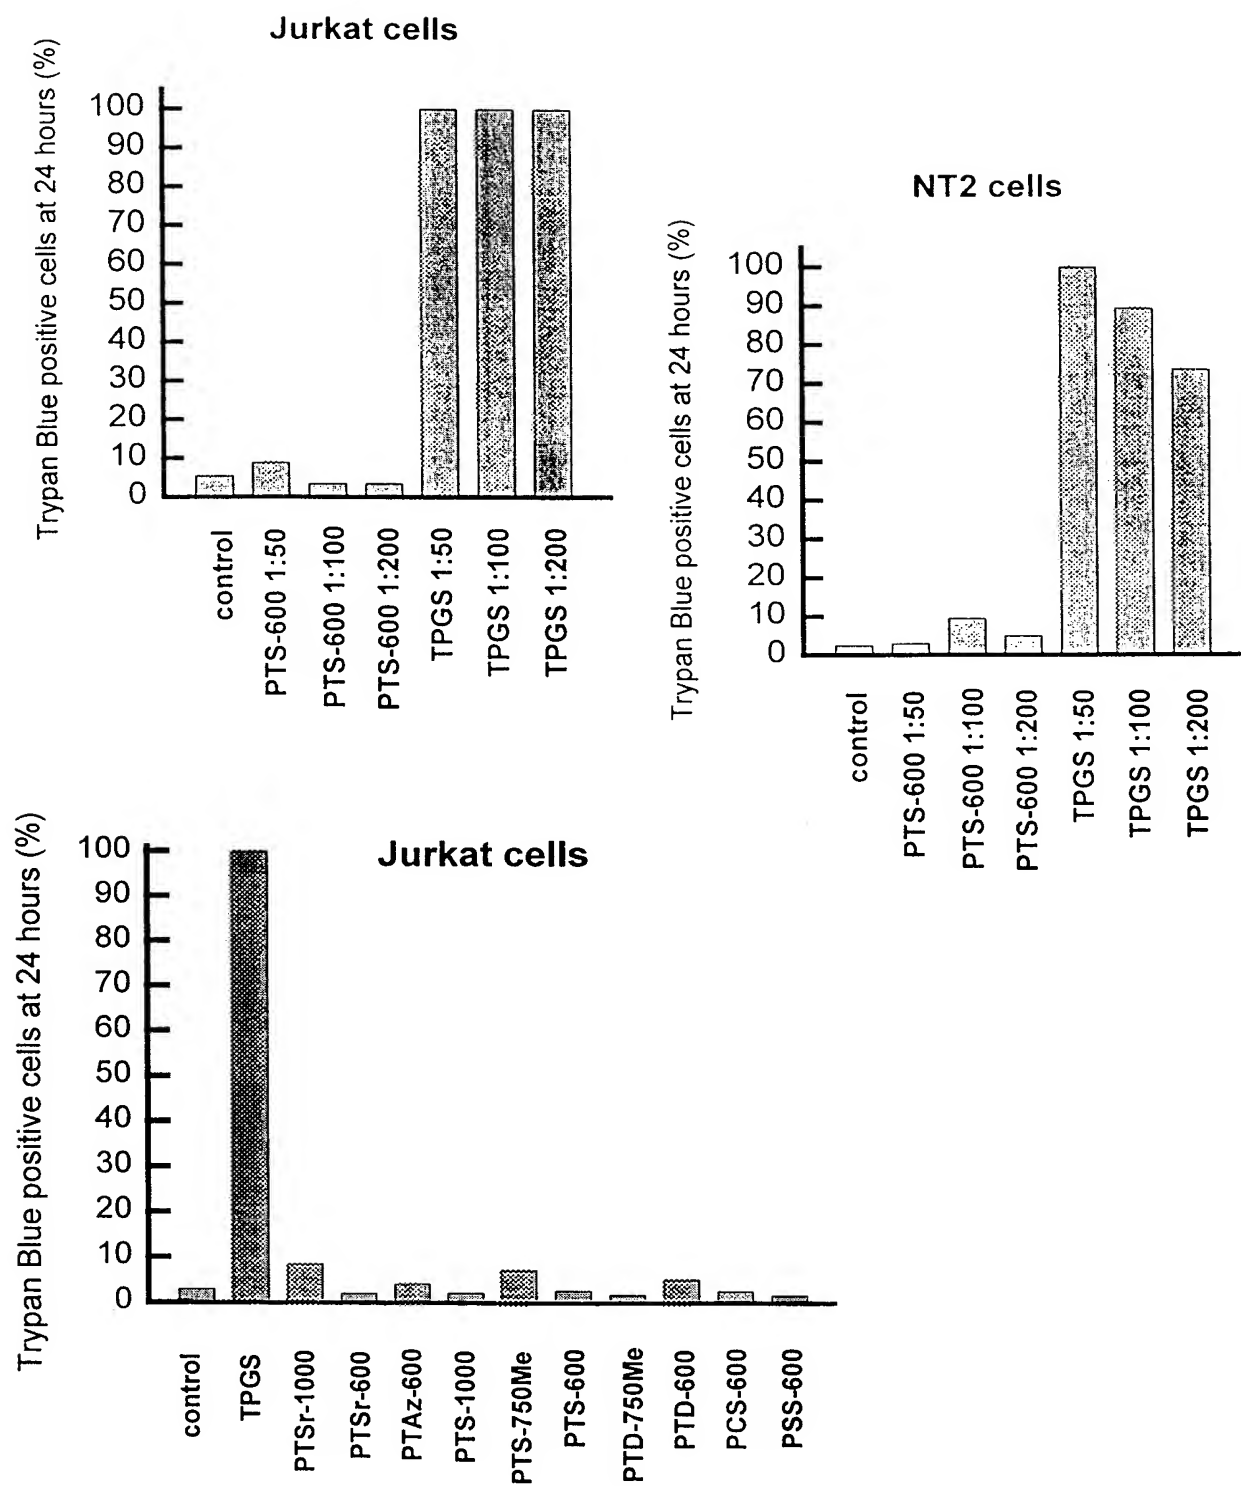 Jurkat cells
Trypan Blue positive cells at 24 hours (%)
100
90
80
70
60
50
40
30
20
10
0
control
PTS-600 1:50
PTS-600 1:100
PTS-600 1:200
TPGS 1:50
TPGS 1:100
TPGS 1:200
NT2 cells
Trypan Blue positive cells at 24 hours (%)
100
90
80
70
60
50
40
30
20
10
0
control
PTS-600 1:50
PTS-600 1:100
PTS-600 1:200
TPGS 1:50
TPGS 1:100
TPGS 1:200
Jurkat cells
Trypan Blue positive cells at 24 hours (%)
100
90
80
70
60
50
40
30
20
10
0
control
TPGS
PTSr-1000
PTSr-600
PTAz-600
PTS-1000
PTS-750Me
PTS-600
PTD-750Me
PTD-600
PCS-600
PSS-600